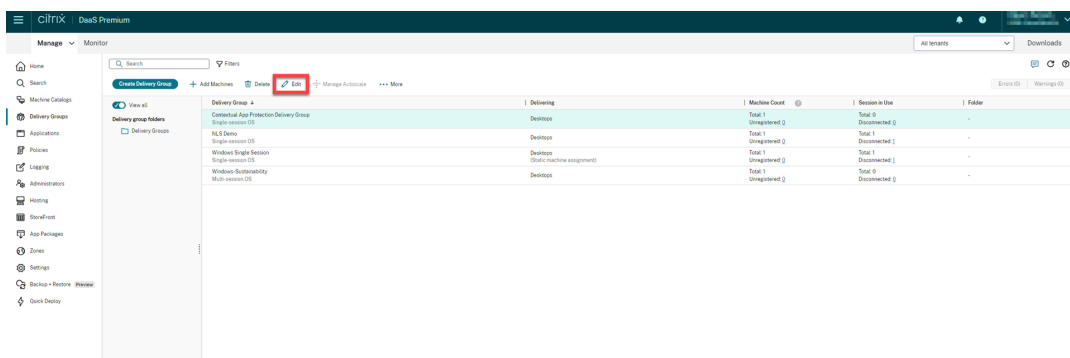 citrix | DaaS Premium
Manage Monitor All tenants Downloads
Home
Search
Machine Catalogs
Delivery Groups
Applications
Policies
Logging
Administrators
Hosting
StoreFront
App Packages
Zones
Settings
Backup + Restore Preview
Quick Deploy
Search Filters
Create Delivery Group Add Machines Delete Edit Manage Autoscale More Errors (0) Warnings (0)
View all
Delivery group folders
Delivery Groups
Delivery Group ↓ Delivering Machine Count Session in Use Folder
Contextual App Protection Delivery Group Desktops Total: 1 Total: 0 -
Single-session OS Unregistered: 0 Disconnected: 0
NLS Demo Desktops Total: 1 Total: 1 -
Single-session OS Unregistered: 0 Disconnected: 1
Windows Single Session Desktops Total: 1 Total: 1 -
Single-session OS (Static machine assignment) Unregistered: 0 Disconnected: 1
Windows-Sustainability Desktops Total: 1 Total: 0 -
Multi-session OS Unregistered: 0 Disconnected: 0